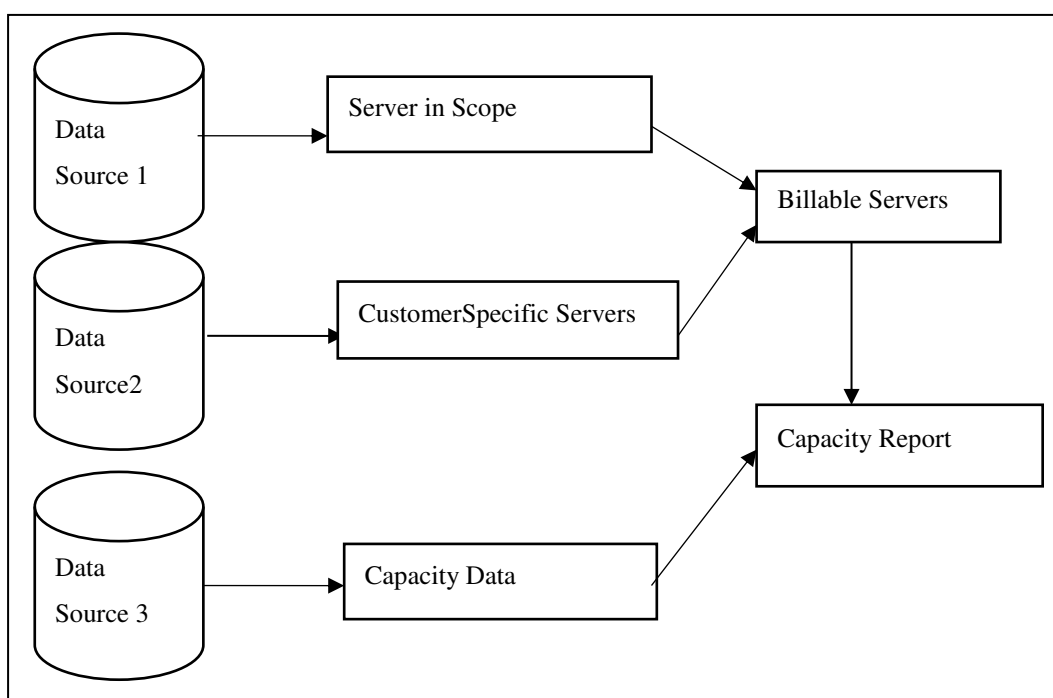 Data
Source 1
Server in Scope
Billable Servers
Data
Source2
CustomerSpecific Servers
Capacity Report
Data
Source 3
Capacity Data